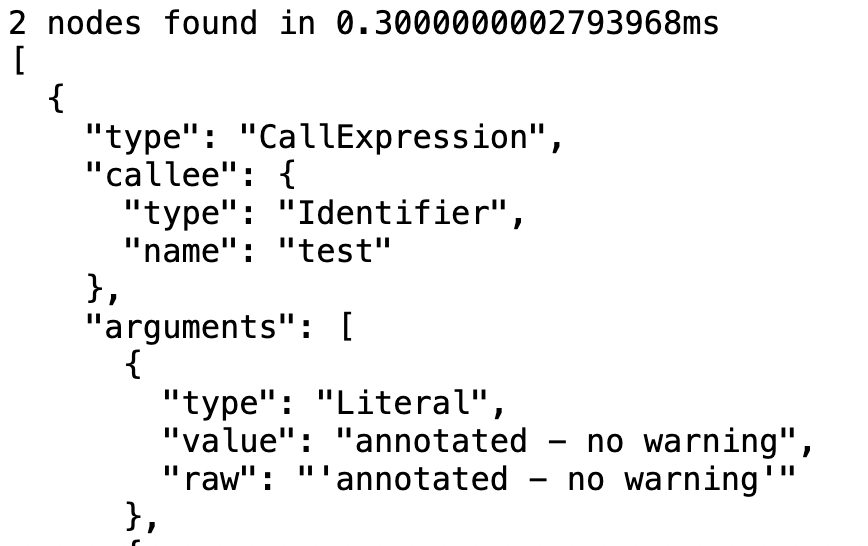 2 nodes found in 0.3000000002793968ms
[
  {
    "type": "CallExpression",
    "callee": {
      "type": "Identifier",
      "name": "test"
    },
    "arguments": [
      {
        "type": "Literal",
        "value": "annotated – no warning",
        "raw": "'annotated – no warning'"
      },
      {